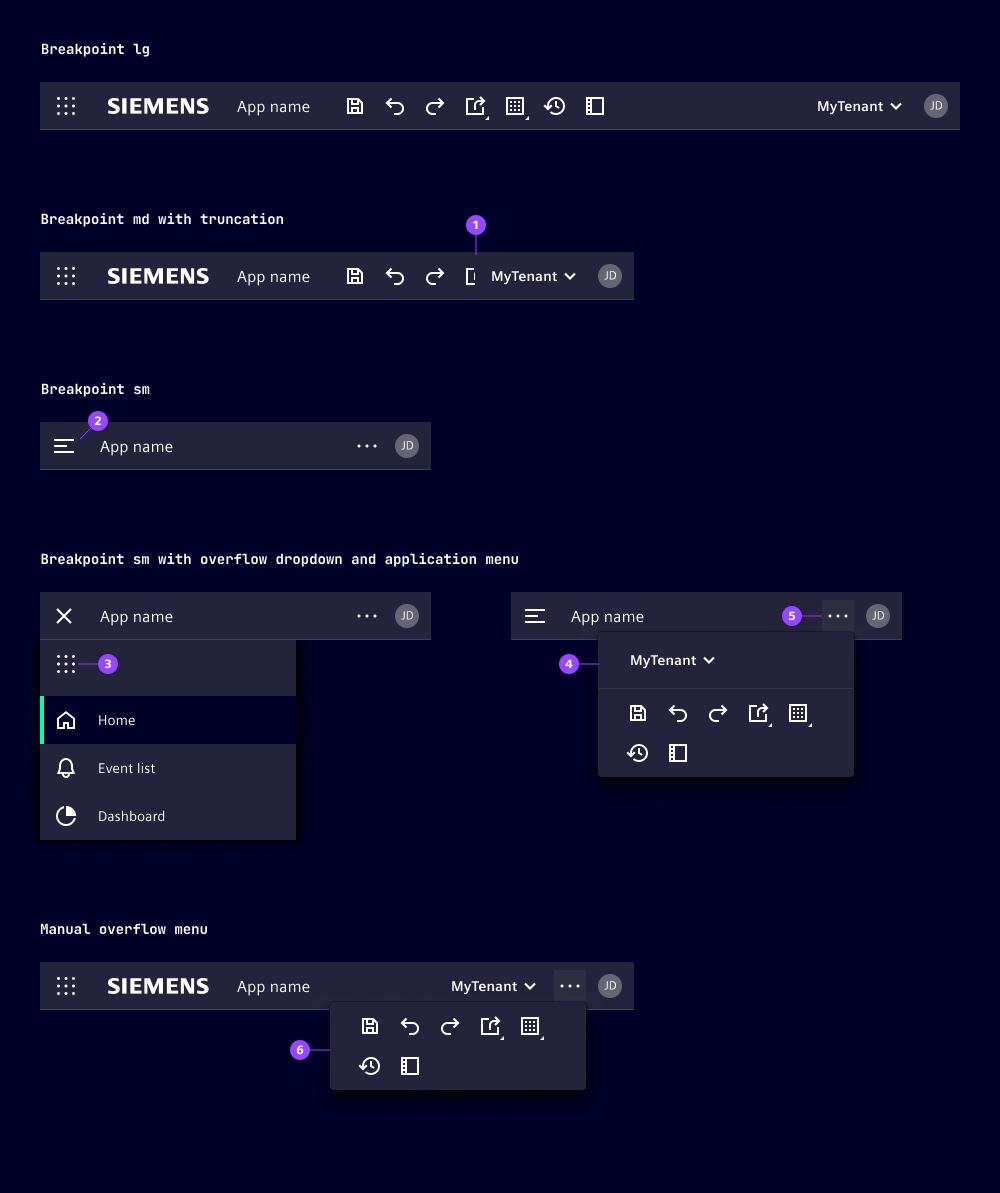 Breakpoint lg
SIEMENS App name MyTenant JD
Breakpoint md with truncation
1
SIEMENS App name MyTenant JD
Breakpoint sm
2
App name JD
Breakpoint sm with overflow dropdown and application menu
App name JD
3
Home
Event list
Dashboard
App name 5 JD
4 MyTenant
Manual overflow menu
SIEMENS App name MyTenant JD
6